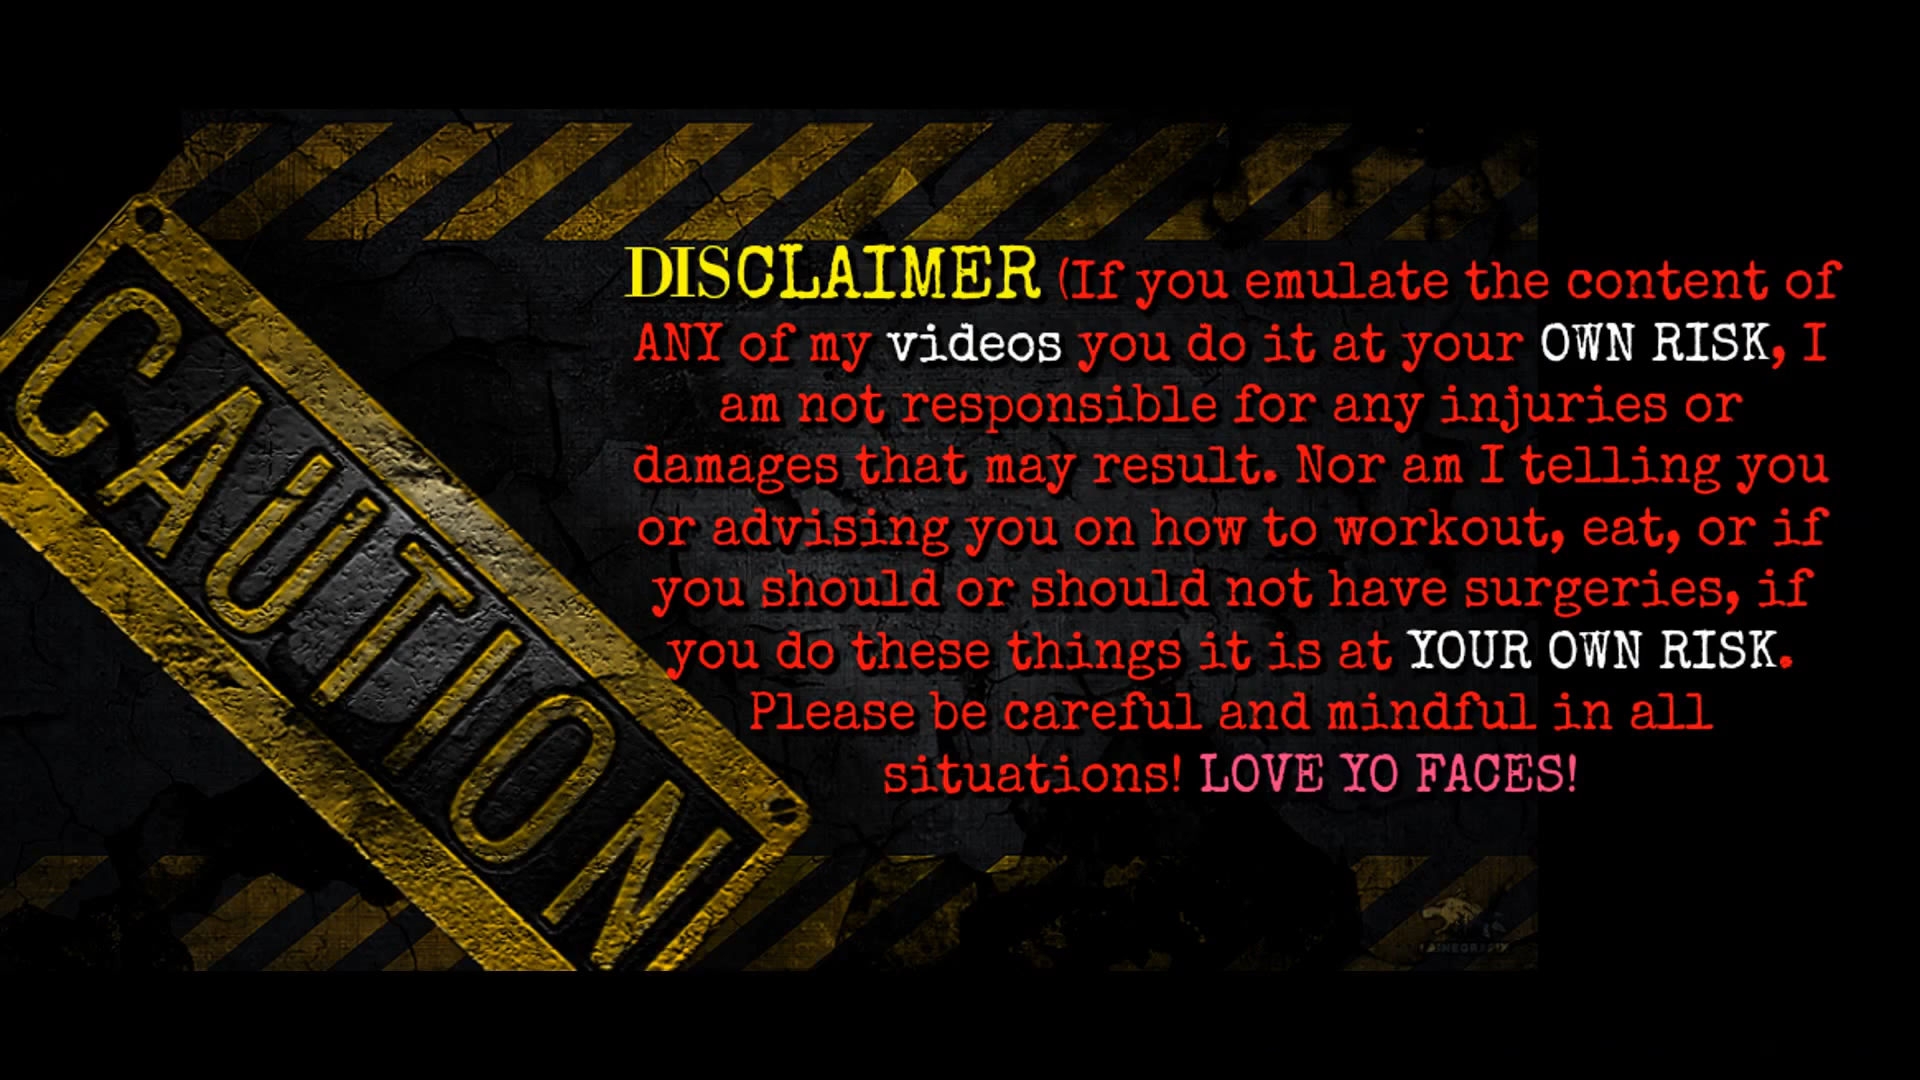 CAUTION
DISCLAIMER (If you emulate the content of
ANY of my videos you do it at your OWN RISK, I
am not responsible for any injuries or
damages that may result. Nor am I telling you
or advising you on how to workout, eat, or if
you should or should not have surgeries, if
you do these things it is at YOUR OWN RISK.
Please be careful and mindful in all
situations! LOVE YO FACES!